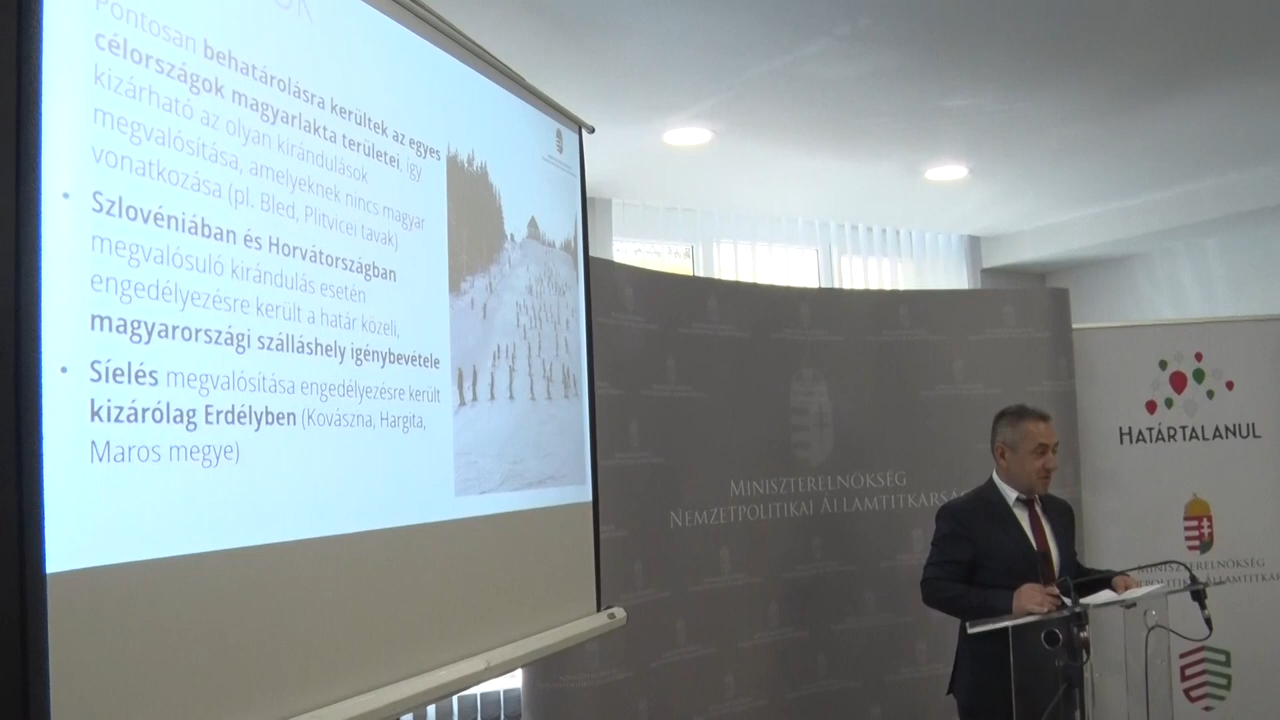 Pontosan behatárolásra kerültek az egyes
célországok magyarlakta területei, így
kizárható az olyan kirándulások
megvalósítása, amelyeknek nincs magyar
vonatkozása (pl. Bled, Plitvicei tavak)
• Szlovéniában és Horvátországban
megvalósuló kirándulás esetén
engedélyezésre került a határ közeli,
magyarországi szálláshely igénybevétele
• Síelés megvalósítása engedélyezésre került
kizárólag Erdélyben (Kovászna, Hargita,
Maros megye)
MINISZTERELNÖKSÉG
NEMZETPOLITIKAI ÁLLAMTITKÁRSÁG
HATÁRTALANUL
MINISZTERELNÖKSÉG